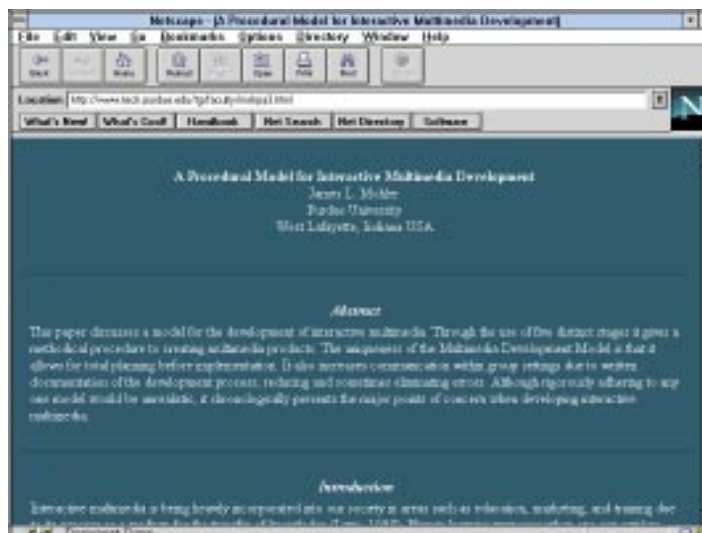 Netscape - [A Procedural Model for Interactive Multimedia Development]
File Edit View Go Bookmarks Options Directory Window Help
Back Home Reload Open Print Find
Location:
What's New! What's Cool! Handbook Net Search Net Directory Software
N
A Procedural Model for Interactive Multimedia Development
James L. Mohler
Purdue University
West Lafayette, Indiana USA
Abstract
This paper discusses a model for the development of interactive multimedia. Through the use of five distinct stages it gives a
methodical procedure to creating multimedia products. The uniqueness of the Multimedia Development Model is that it
allows for total planning before implementation. It also increases communication within group settings due to written
documentation of the development process, reducing and sometimes eliminating errors. Although rigorously adhering to any
one model would be unrealistic, it chronologically presents the major points of concern when developing interactive
multimedia.
Introduction
Interactive multimedia is being heavily incorporated into our society in areas such as education, marketing, and training due